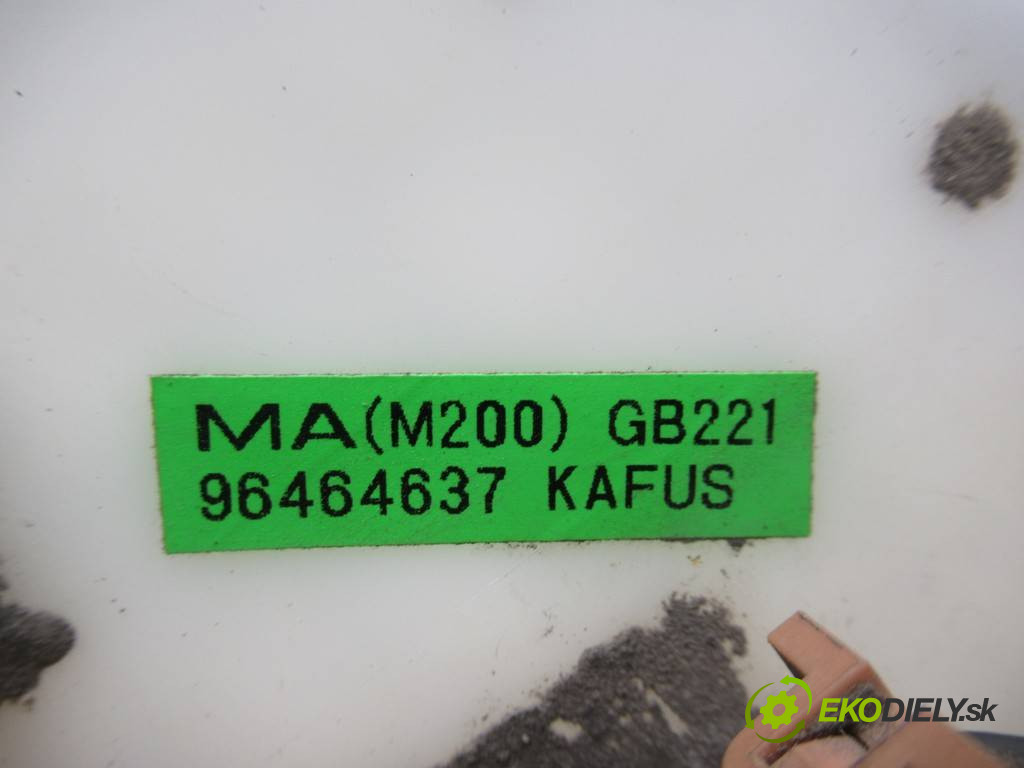 MA(M200) GB221
96464637 KAFUS
EKODIELY.sk